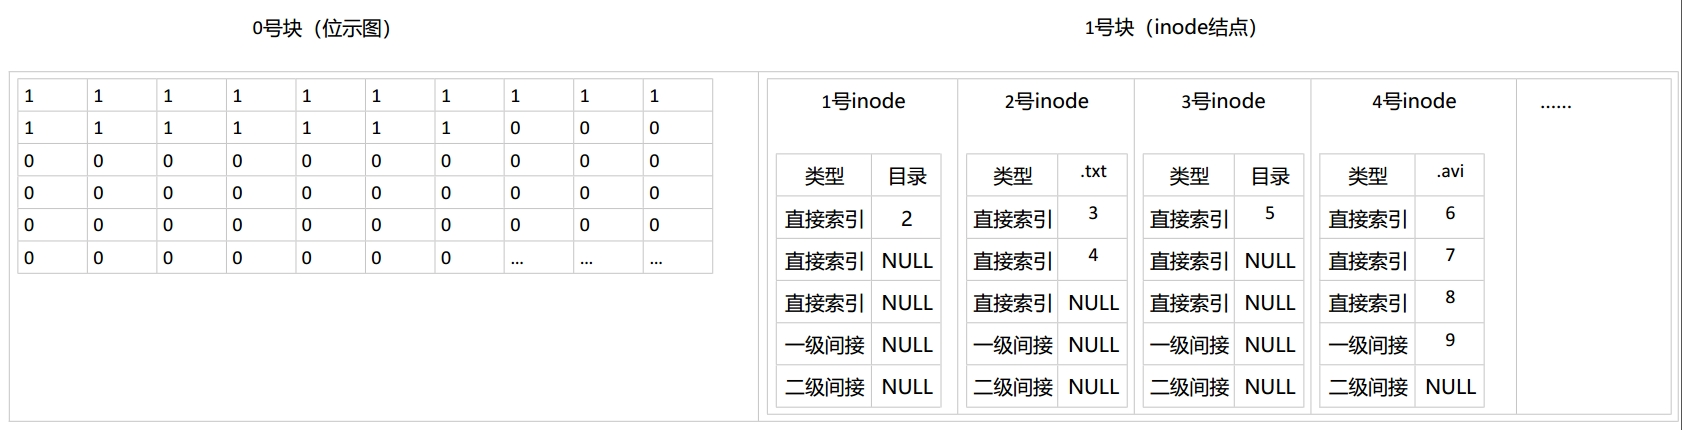 0号块（位示图）
1号块（inode结点）
1 1 1 1 1 1 1 1 1 1
1 1 1 1 1 1 1 0 0 0
0 0 0 0 0 0 0 0 0 0
0 0 0 0 0 0 0 0 0 0
0 0 0 0 0 0 0 0 0 0
0 0 0 0 0 0 0 ... ... ...
1号inode
类型 目录
直接索引 2
直接索引 NULL
直接索引 NULL
一级间接 NULL
二级间接 NULL
2号inode
类型 .txt
直接索引 3
直接索引 4
直接索引 NULL
一级间接 NULL
二级间接 NULL
3号inode
类型 目录
直接索引 5
直接索引 NULL
直接索引 NULL
一级间接 NULL
二级间接 NULL
4号inode
类型 .avi
直接索引 6
直接索引 7
直接索引 8
一级间接 9
二级间接 NULL
......